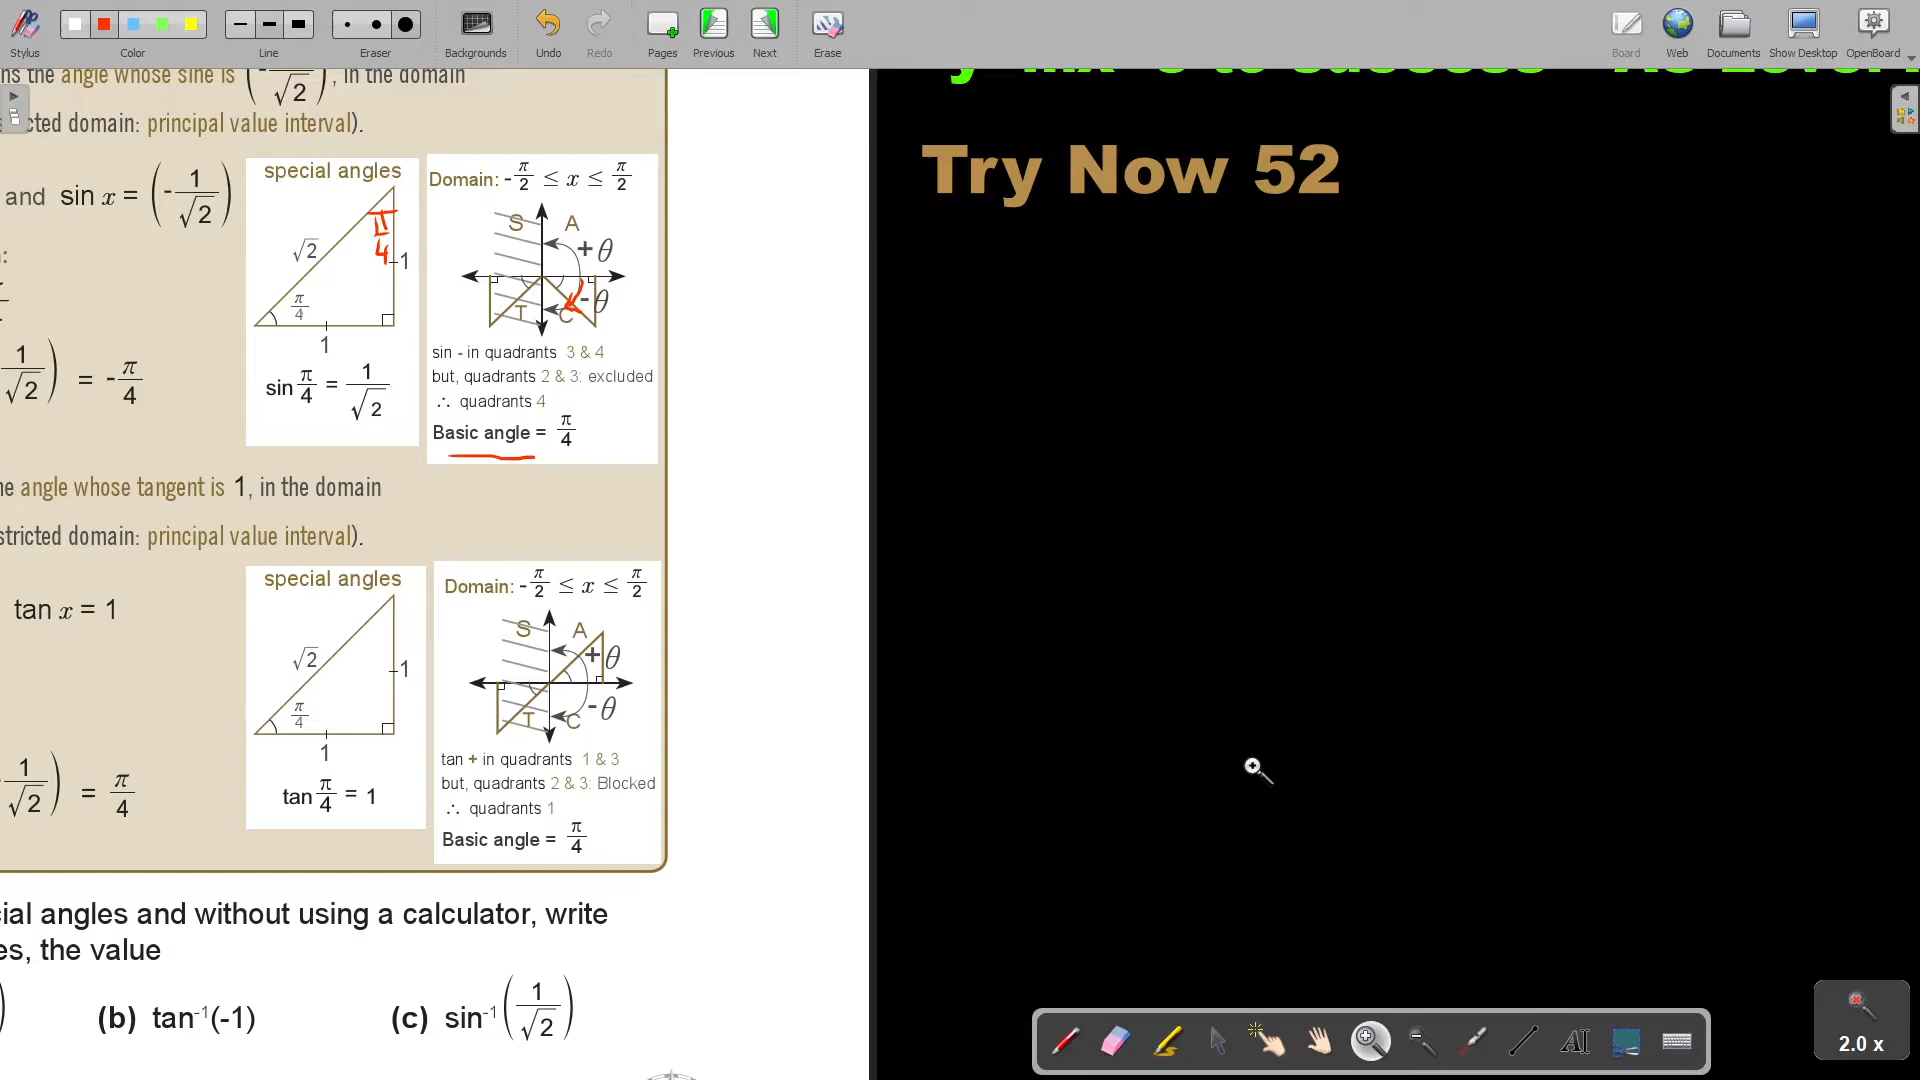 Stylus Color Line Eraser Backgrounds Undo Redo Pages Previous Next Erase Board Web Documents Show Desktop OpenBoard
ns the angle whose sine is (-1/√2), in the domain
cted domain: principal value interval).
and sin x = (-1/√2)
special angles
√2
π/4
1
π/4
1
sin π/4 = 1/√2
Domain: -π/2 ≤ x ≤ π/2
S A
+θ
-θ
T C
sin - in quadrants 3 & 4
but, quadrants 2 & 3: excluded
∴ quadrants 4
Basic angle = π/4
1/√2) = -π/4
he angle whose tangent is 1, in the domain
stricted domain: principal value interval).
tan x = 1
special angles
√2
1
π/4
1
tan π/4 = 1
Domain: -π/2 ≤ x ≤ π/2
S A
+θ
-θ
T C
tan + in quadrants 1 & 3
but, quadrants 2 & 3: Blocked
∴ quadrants 1
Basic angle = π/4
1/√2) = π/4
cial angles and without using a calculator, write
es, the value
(b) tan⁻¹(-1) (c) sin⁻¹(1/√2)
Try Now 52
2.0 x